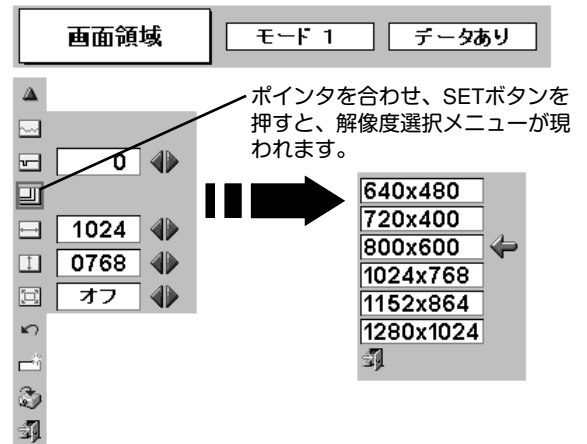 画面領域 モード 1 データあり
ポインタを合わせ、SETボタンを
押すと、解像度選択メニューが現
われます。
0
1024
0768
オフ
640x480
720x400
800x600
1024x768
1152x864
1280x1024